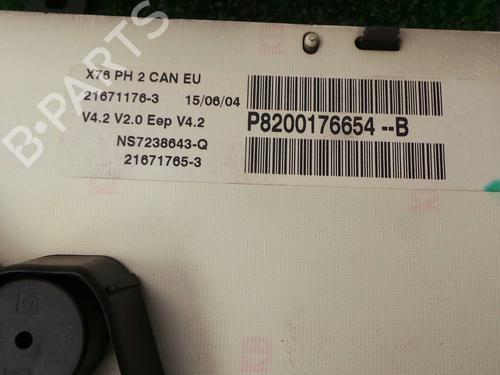 X76 PH 2 CAN EU
21671176-3 15/06/04
V4.2 V2.0 Eep V4.2
P8200176654 --B
NS7238643-Q
21671765-3
B-PARTS